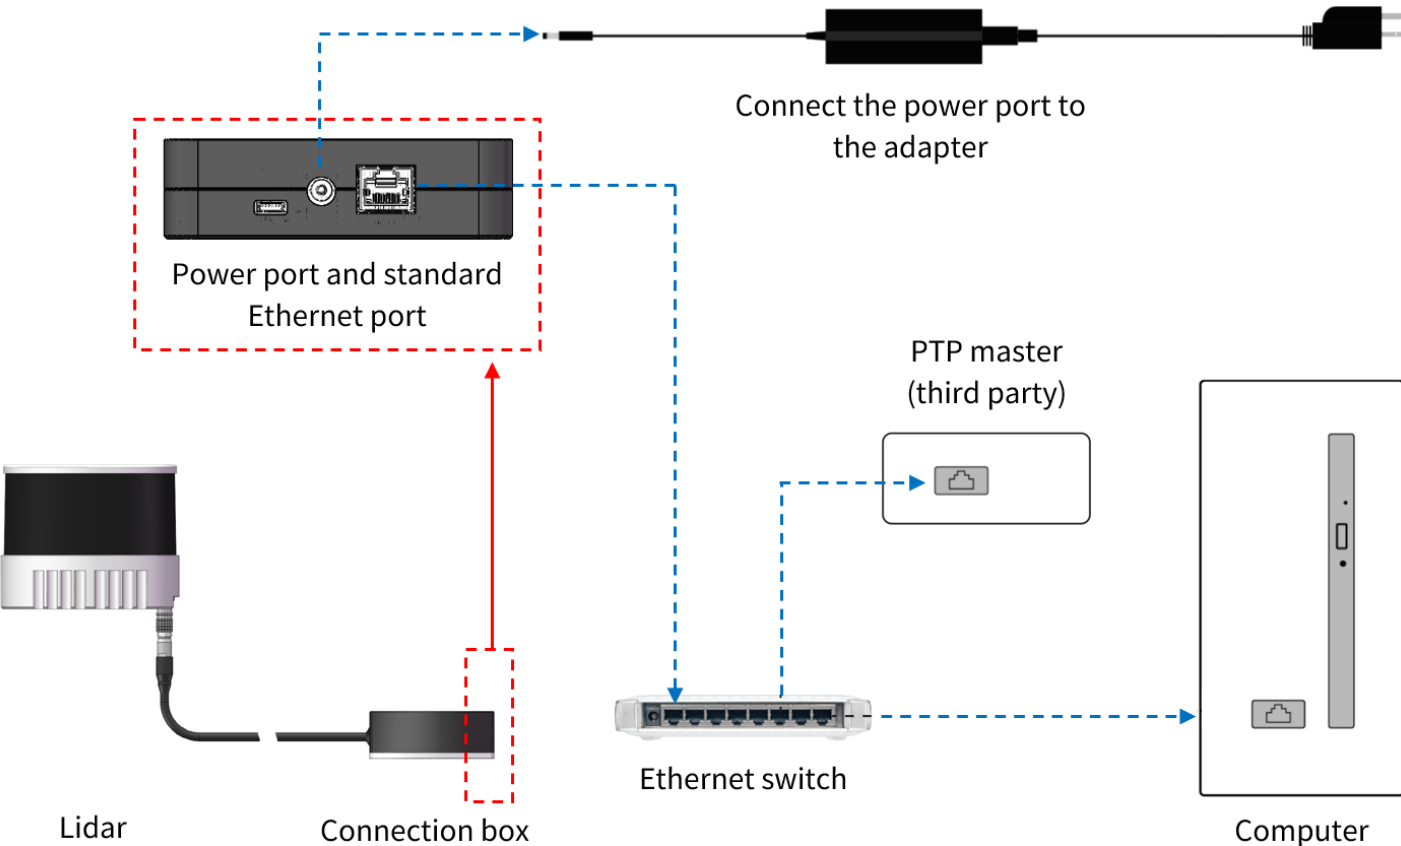 Connect the power port to
the adapter
Power port and standard
Ethernet port
PTP master
(third party)
Ethernet switch
Lidar
Connection box
Computer